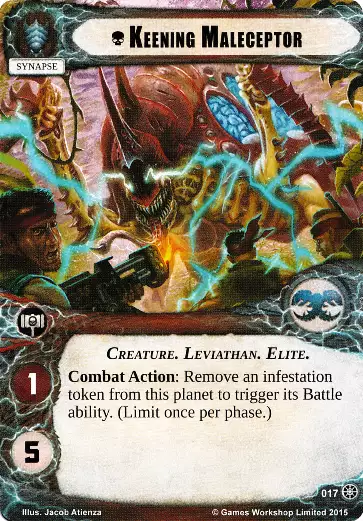 KEENING MALECEPTOR
SYNAPSE
CREATURE. LEVIATHAN. ELITE.
1
Combat Action: Remove an infestation
token from this planet to trigger its Battle
ability. (Limit once per phase.)
5
017
Illus. Jacob Atienza
© Games Workshop Limited 2015